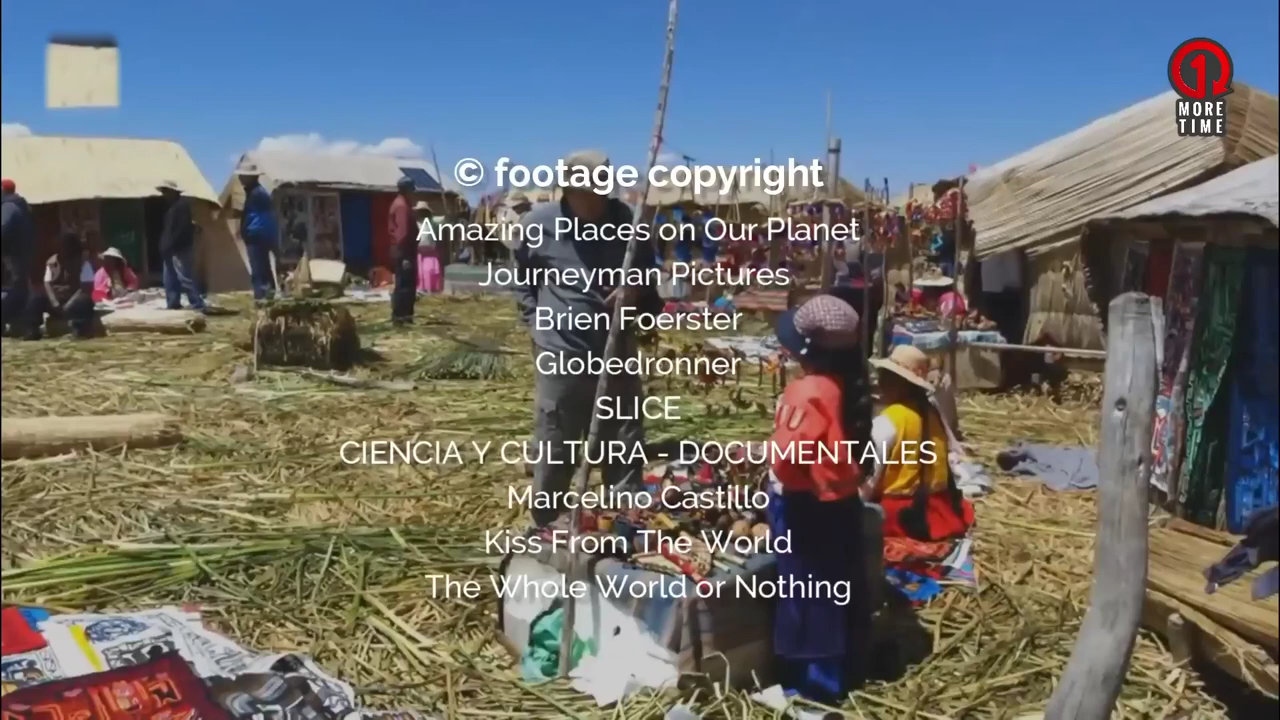 1
MORE
TIME
© footage copyright
Amazing Places on Our Planet
Journeyman Pictures
Brien Foerster
Globedronner
SLICE
CIENCIA Y CULTURA - DOCUMENTALES
Marcelino Castillo
Kiss From The World
The Whole World or Nothing